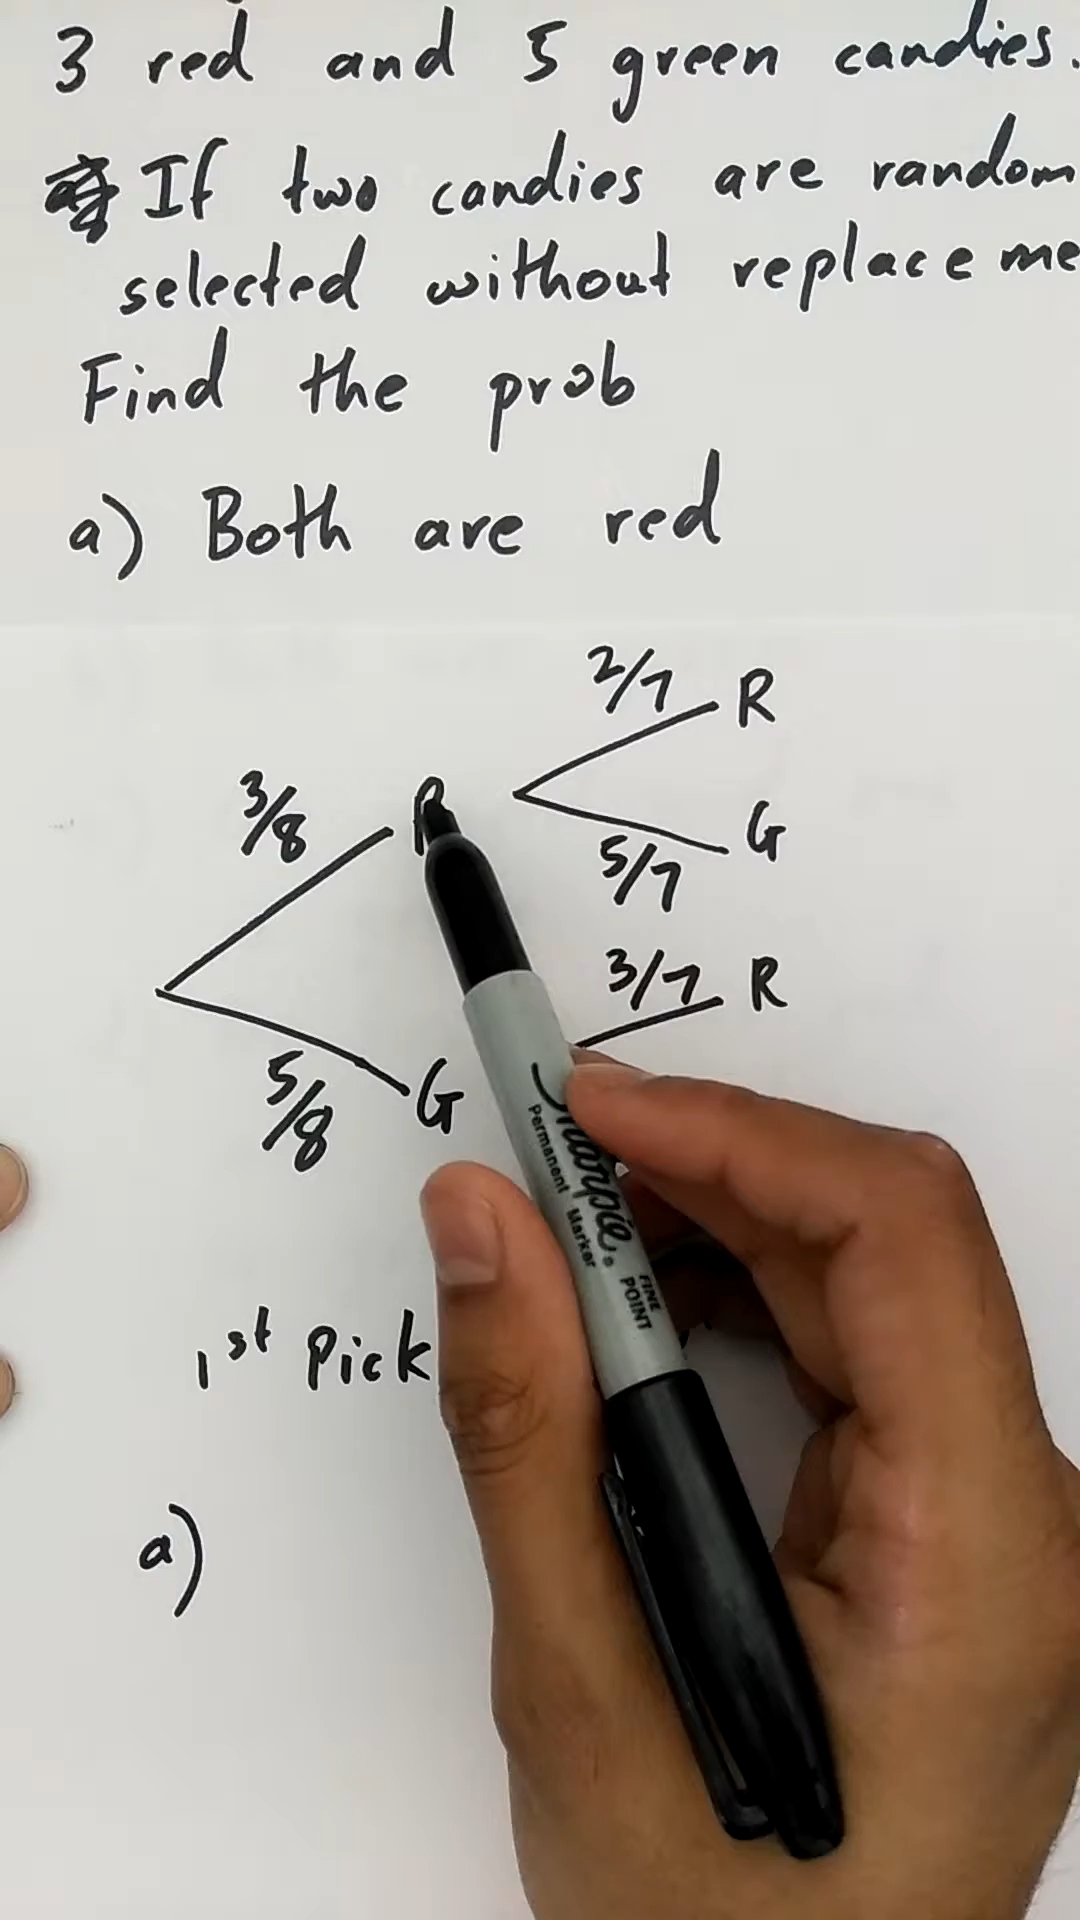 3 red and 5 green candies.
If two candies are random
selected without replaceme
Find the prob
a) Both are red
2/7 R
3/8 R
5/7 G
3/7 R
5/8 G
Sharpie.
Permanent Marker
FINE POINT
1st Pick
a)